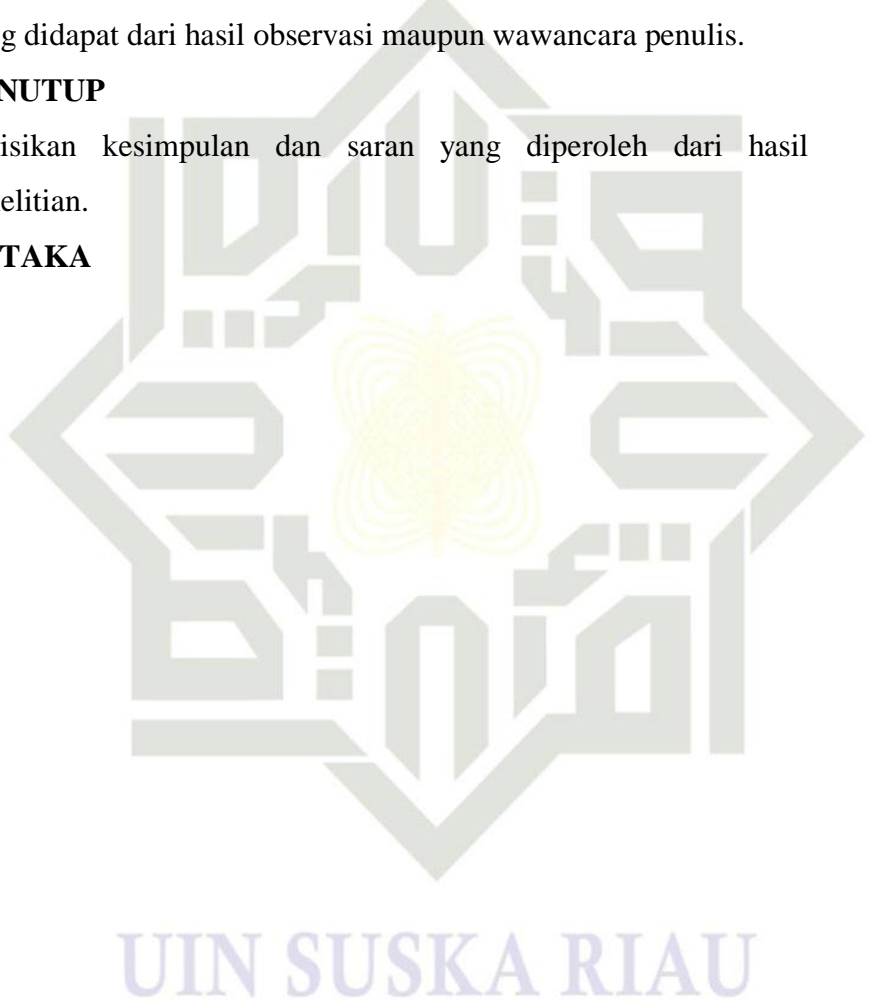 g didapat dari hasil observasi maupun wawancara penulis.
NUTUP
isikan kesimpulan dan saran yang diperoleh dari hasil
elitian.
TAKA
UIN SUSKA RIAU